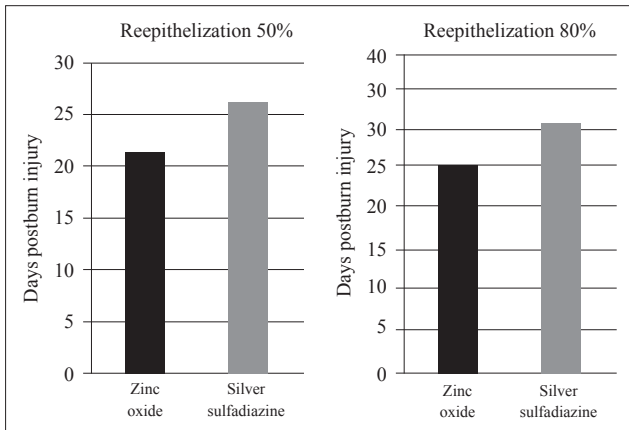 Reepithelization 50%
Days postburn injury
30
25
20
15
10
5
0
Zinc
oxide
Silver
sulfadiazine
Reepithelization 80%
Days postburn injury
40
30
30
25
20
15
10
5
0
Zinc
oxide
Silver
sulfadiazine